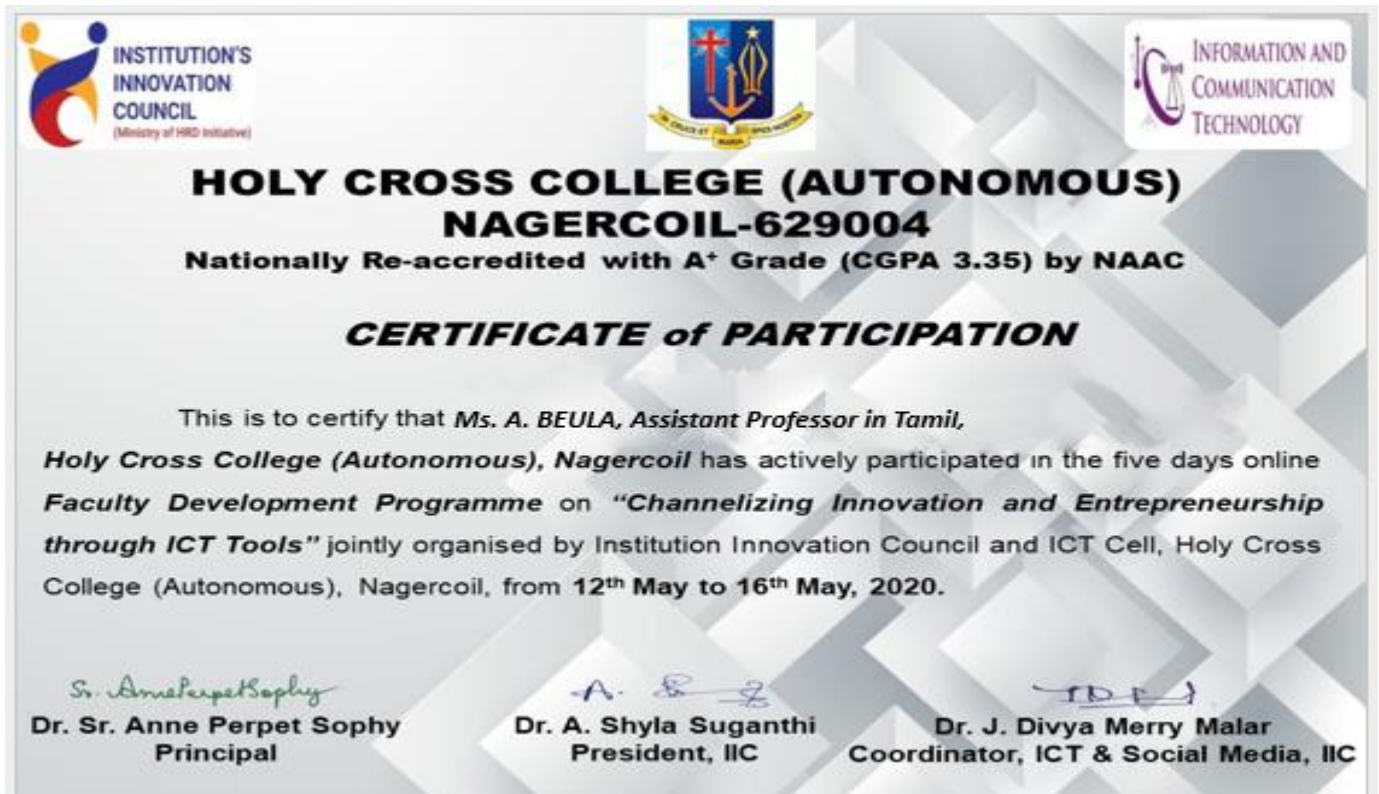 INSTITUTION'S
INNOVATION
COUNCIL
(Ministry of HRD Initiative)
INFORMATION AND
COMMUNICATION
TECHNOLOGY
HOLY CROSS COLLEGE (AUTONOMOUS)
NAGERCOIL-629004
Nationally Re-accredited with A⁺ Grade (CGPA 3.35) by NAAC
CERTIFICATE of PARTICIPATION
This is to certify that Ms. A. BEULA, Assistant Professor in Tamil,
Holy Cross College (Autonomous), Nagercoil has actively participated in the five days online
Faculty Development Programme on “Channelizing Innovation and Entrepreneurship
through ICT Tools” jointly organised by Institution Innovation Council and ICT Cell, Holy Cross
College (Autonomous), Nagercoil, from 12th May to 16th May, 2020.
Sr. AnnePerpetSophy
Dr. Sr. Anne Perpet Sophy
Principal
Dr. A. Shyla Suganthi
President, IIC
Dr. J. Divya Merry Malar
Coordinator, ICT & Social Media, IIC